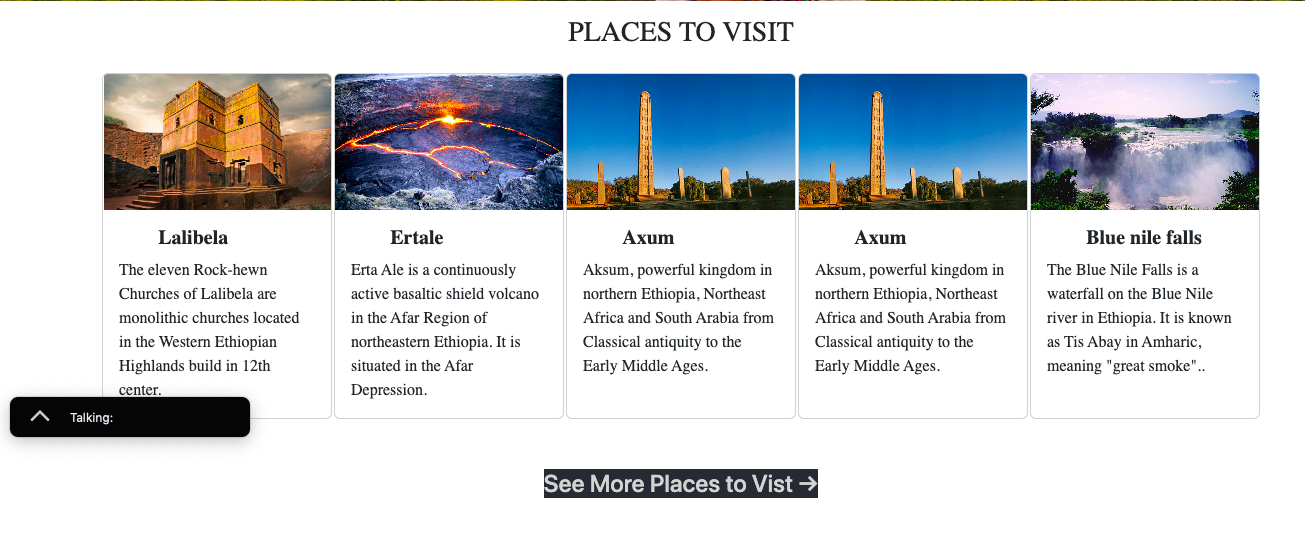 PLACES TO VISIT
Lalibela
The eleven Rock-hewn
Churches of Lalibela are
monolithic churches located
in the Western Ethiopian
Highlands build in 12th
center.
Ertale
Erta Ale is a continuously
active basaltic shield volcano
in the Afar Region of
northeastern Ethiopia. It is
situated in the Afar
Depression.
Axum
Aksum, powerful kingdom in
northern Ethiopia, Northeast
Africa and South Arabia from
Classical antiquity to the
Early Middle Ages.
Axum
Aksum, powerful kingdom in
northern Ethiopia, Northeast
Africa and South Arabia from
Classical antiquity to the
Early Middle Ages.
Blue nile falls
The Blue Nile Falls is a
waterfall on the Blue Nile
river in Ethiopia. It is known
as Tis Abay in Amharic,
meaning "great smoke"..
Talking:
See More Places to Vist →